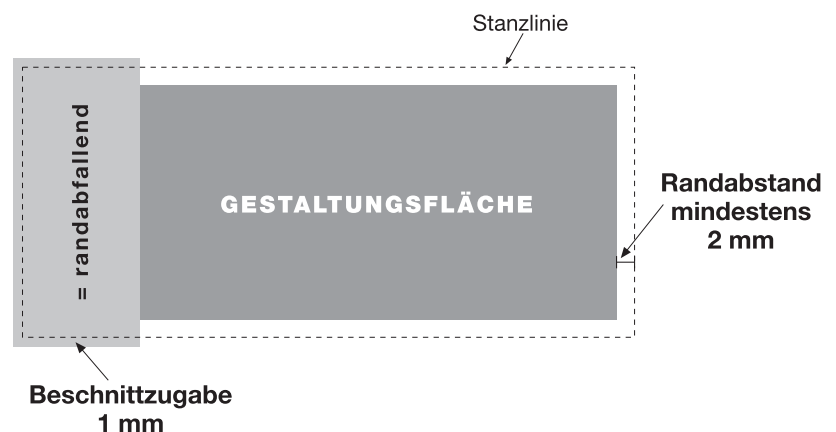 Stanzlinie
= randabfallend
GESTALTUNGSFLÄCHE
Randabstand
mindestens
2 mm
Beschnittzugabe
1 mm